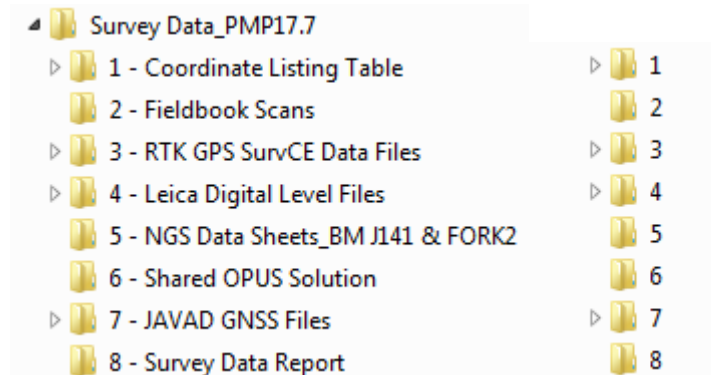 Survey Data_PMP17.7
1 - Coordinate Listing Table 1
2 - Fieldbook Scans 2
3 - RTK GPS SurvCE Data Files 3
4 - Leica Digital Level Files 4
5 - NGS Data Sheets_BM J141 & FORK2 5
6 - Shared OPUS Solution 6
7 - JAVAD GNSS Files 7
8 - Survey Data Report 8